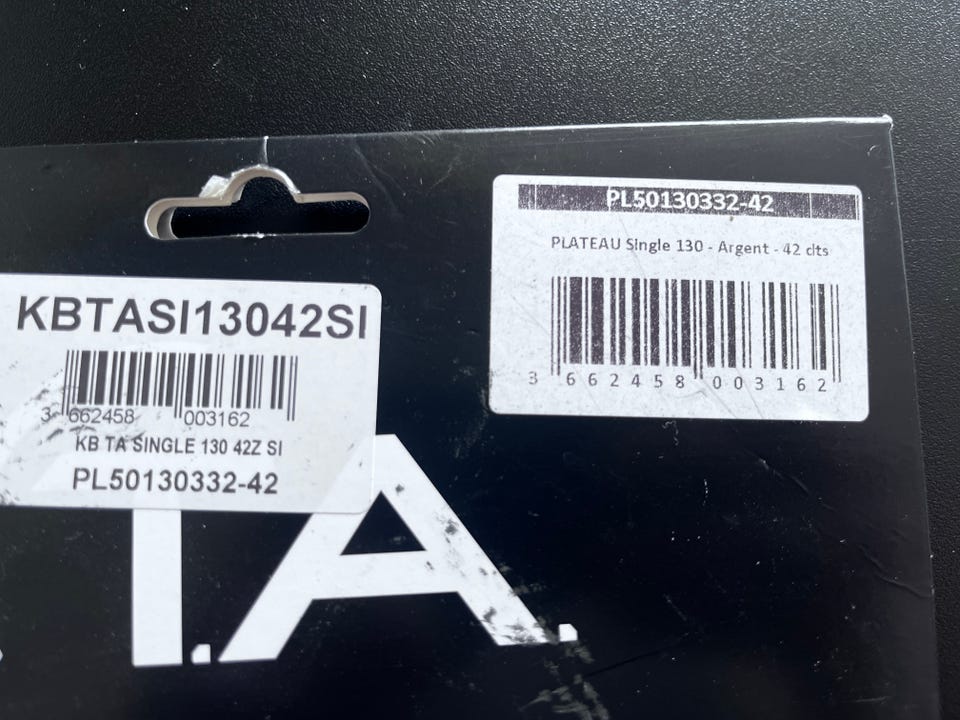 PL50130332-42
PLATEAU Single 130 - Argent - 42 dts
3 662458 003162
KBTASI13042SI
3 662458 003162
KB TA SINGLE 130 42Z SI
PL50130332-42
T.A.